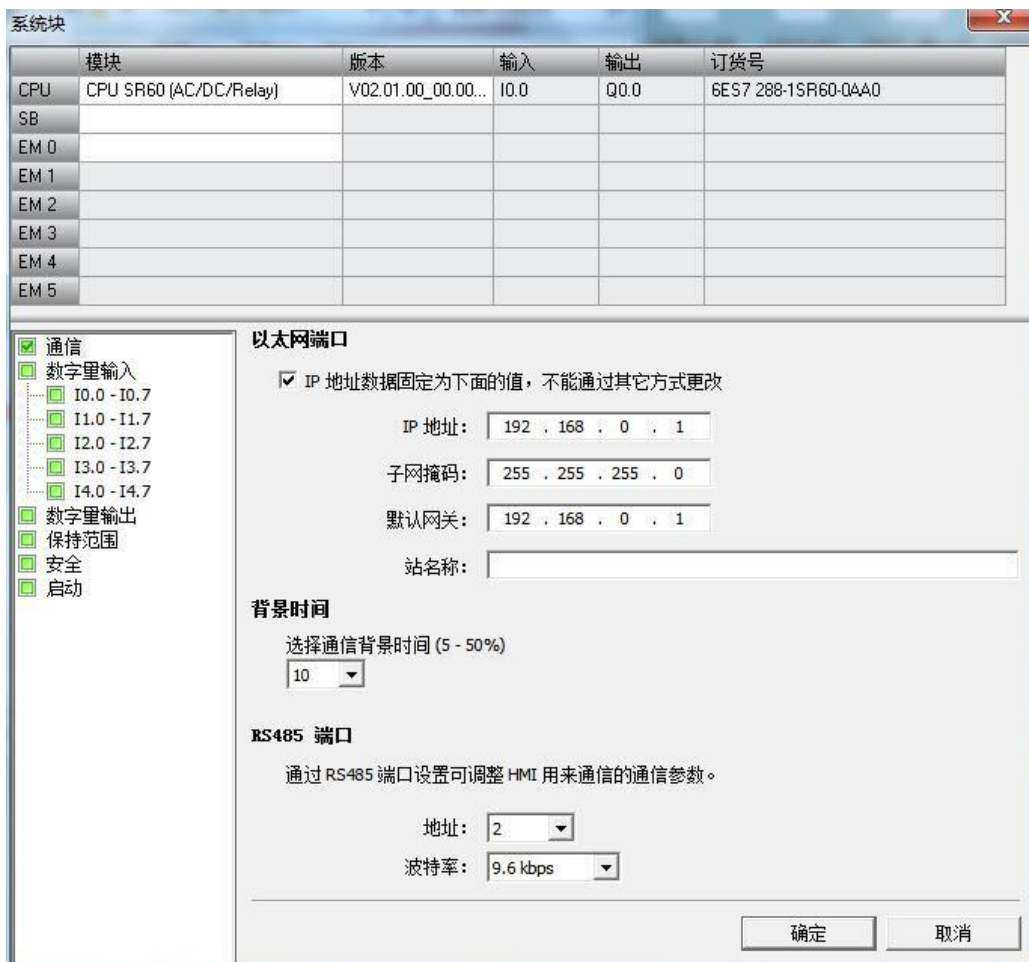 系统块
模块 版本 输入 输出 订货号
CPU CPU SR60 (AC/DC/Relay) V02.01.00_00.00... I0.0 Q0.0 6ES7 288-1SR60-0AA0
SB
EM 0
EM 1
EM 2
EM 3
EM 4
EM 5
通信
数字量输入
I0.0 - I0.7
I1.0 - I1.7
I2.0 - I2.7
I3.0 - I3.7
I4.0 - I4.7
数字量输出
保持范围
安全
启动
以太网端口
IP 地址数据固定为下面的值，不能通过其它方式更改
IP 地址： 192 . 168 . 0 . 1
子网掩码： 255 . 255 . 255 . 0
默认网关： 192 . 168 . 0 . 1
站名称：
背景时间
选择通信背景时间 (5 - 50%)
10
RS485 端口
通过 RS485 端口设置可调整 HMI 用来通信的通信参数。
地址： 2
波特率： 9.6 kbps
确定 取消